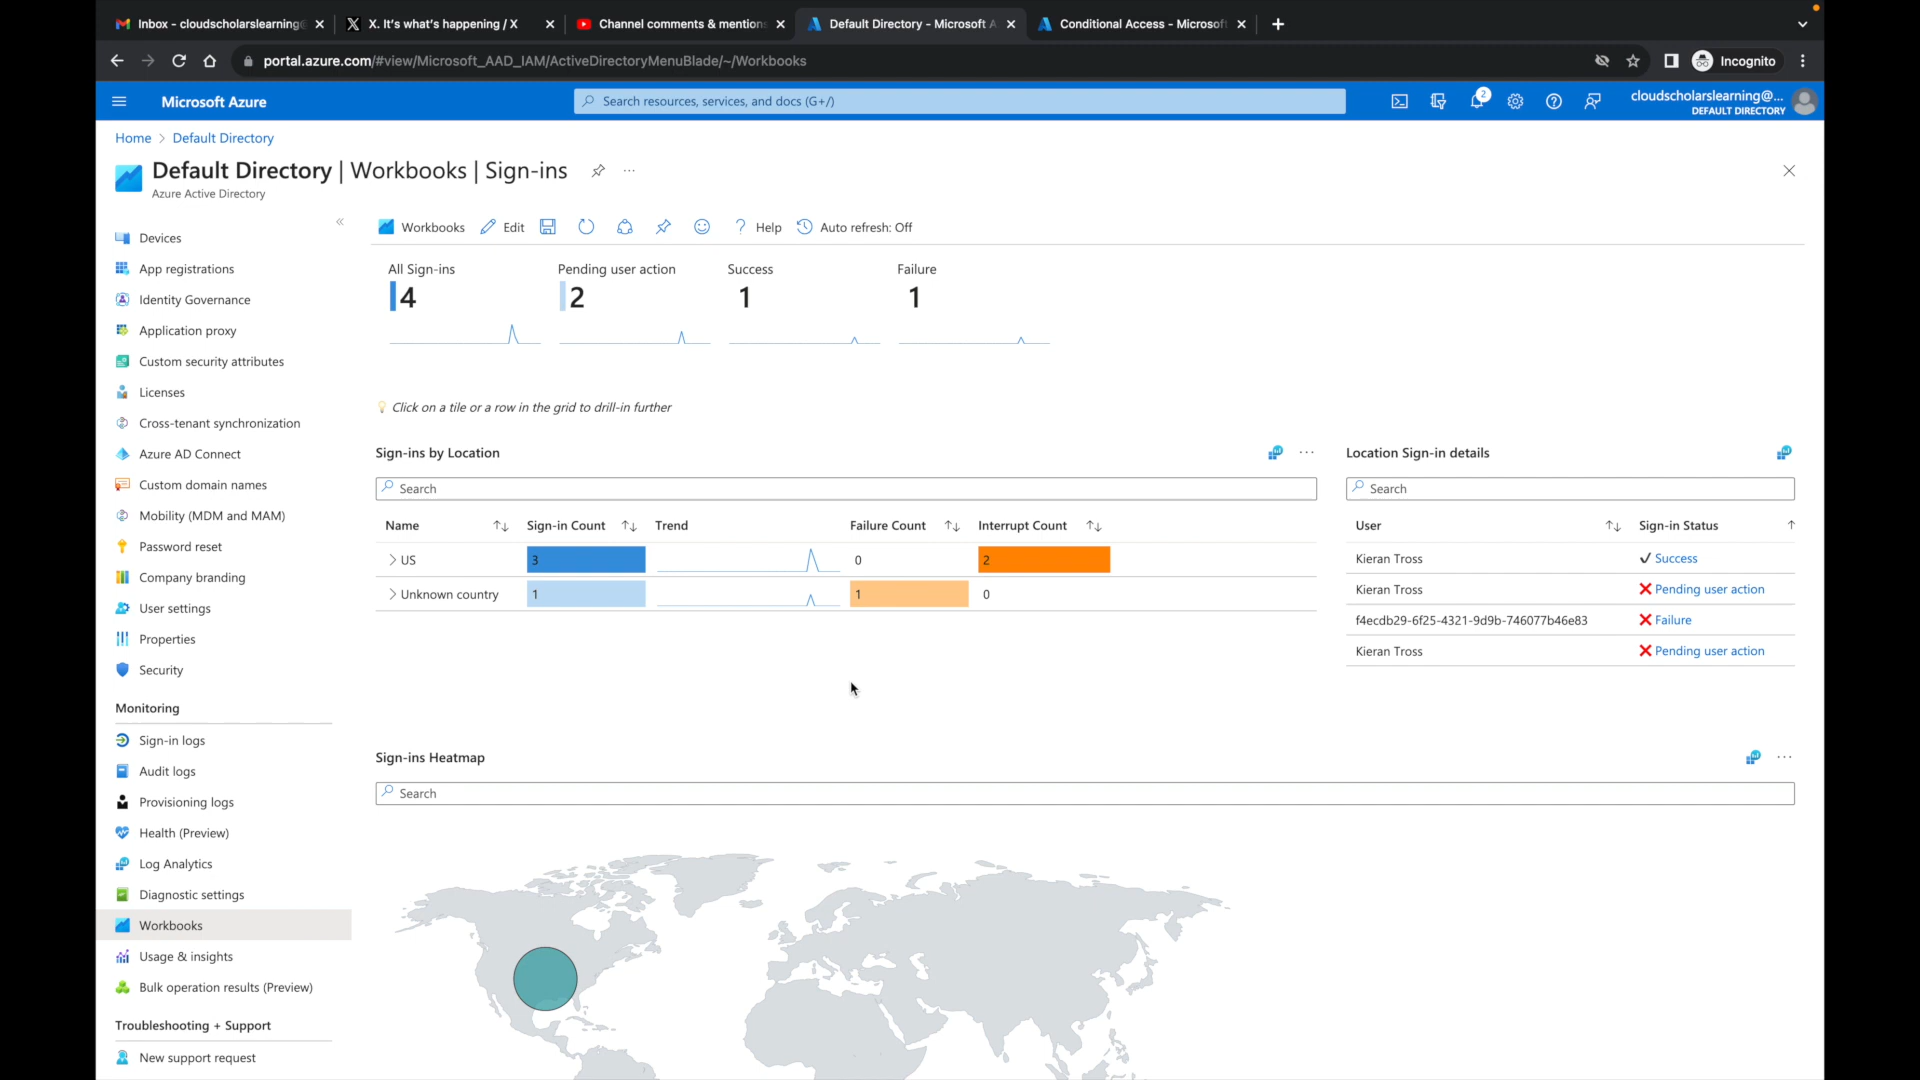 Inbox - cloudscholarslearning@
X. It's what's happening / X
Channel comments & mentions
Default Directory - Microsoft A
Conditional Access - Microsoft
portal.azure.com/#view/Microsoft_AAD_IAM/ActiveDirectoryMenuBlade/~/Workbooks
Incognito
Microsoft Azure
Search resources, services, and docs (G+/)
2
cloudscholarslearning@...
DEFAULT DIRECTORY
Home > Default Directory
Default Directory | Workbooks | Sign-ins
Azure Active Directory
Devices
App registrations
Identity Governance
Application proxy
Custom security attributes
Licenses
Cross-tenant synchronization
Azure AD Connect
Custom domain names
Mobility (MDM and MAM)
Password reset
Company branding
User settings
Properties
Security
Monitoring
Sign-in logs
Audit logs
Provisioning logs
Health (Preview)
Log Analytics
Diagnostic settings
Workbooks
Usage & insights
Bulk operation results (Preview)
Troubleshooting + Support
New support request
Workbooks Edit Help Auto refresh: Off
All Sign-ins Pending user action Success Failure
4 2 1 1
Click on a tile or a row in the grid to drill-in further
Sign-ins by Location
Search
Name Sign-in Count Trend Failure Count Interrupt Count
US 3 0 2
Unknown country 1 1 0
Location Sign-in details
Search
User Sign-in Status
Kieran Tross Success
Kieran Tross Pending user action
f4ecdb29-6f25-4321-9d9b-746077b46e83 Failure
Kieran Tross Pending user action
Sign-ins Heatmap
Search